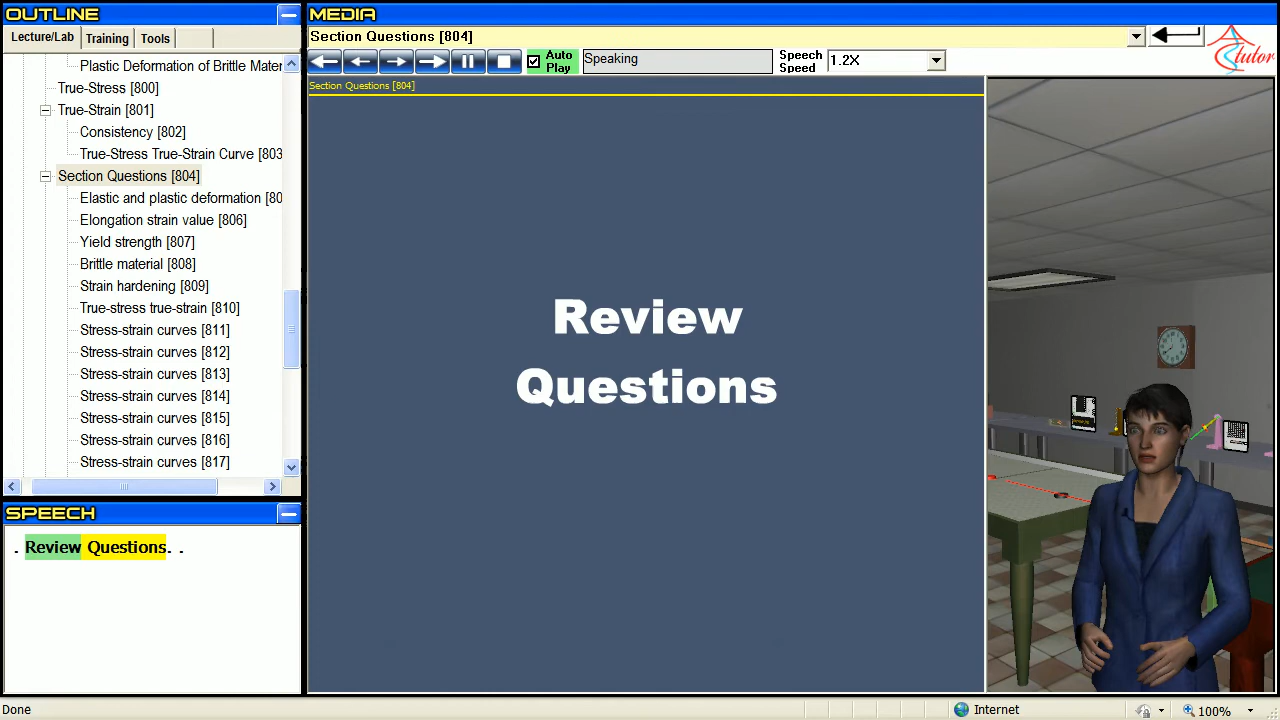 OUTLINE
Lecture/Lab Training Tools
Plastic Deformation of Brittle Mater
True-Stress [800]
True-Strain [801]
Consistency [802]
True-Stress True-Strain Curve [803
Section Questions [804]
Elastic and plastic deformation [80
Elongation strain value [806]
Yield strength [807]
Brittle material [808]
Strain hardening [809]
True-stress true-strain [810]
Stress-strain curves [811]
Stress-strain curves [812]
Stress-strain curves [813]
Stress-strain curves [814]
Stress-strain curves [815]
Stress-strain curves [816]
Stress-strain curves [817]
SPEECH
. Review Questions. .
MEDIA
Section Questions [804]
Auto
Play
Speaking
Speech
Speed
1.2X
tutor
Section Questions [804]
Review
Questions
Done
Internet
100%